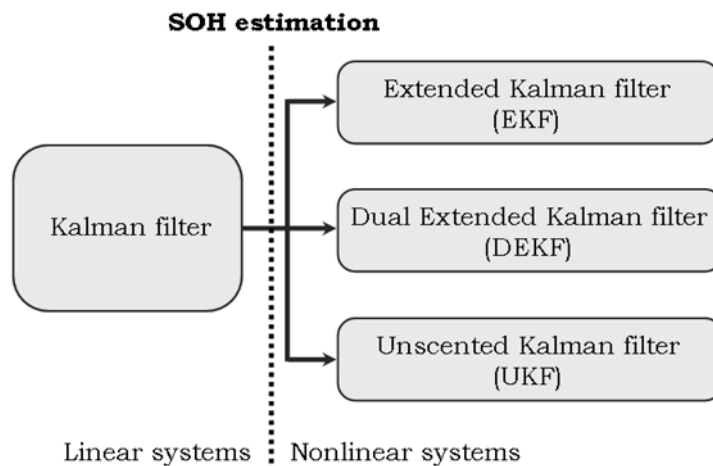 SOH estimation
Extended Kalman filter
(EKF)
Kalman filter
Dual Extended Kalman filter
(DEKF)
Unscented Kalman filter
(UKF)
Linear systems
Nonlinear systems